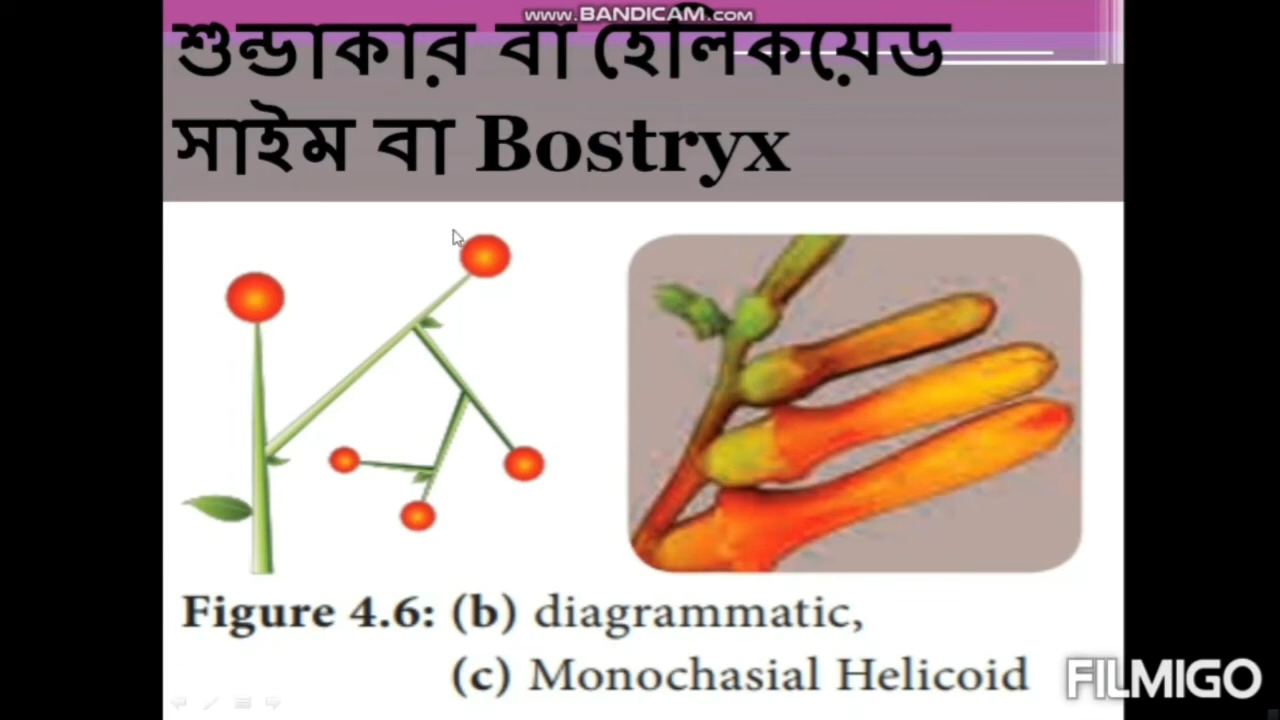 www.BANDICAM.com
শুন্ডাকার বা হেলিকয়েড
সাইম বা Bostryx
Figure 4.6: (b) diagrammatic,
(c) Monochasial Helicoid
FILMIGO